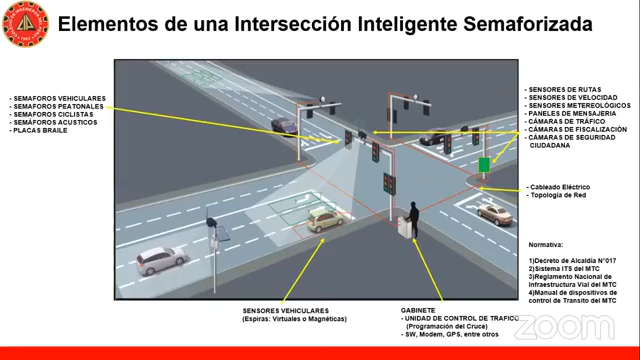 Elementos de una Intersección Inteligente Semaforizada
- SEMAFOROS VEHICULARES
- SEMAFOROS PEATONALES
- SEMAFOROS CICLISTAS
- SEMÁFOROS ACUSTICOS
- PLACAS BRAILE
- SENSORES DE RUTAS
- SENSORES DE VELOCIDAD
- SENSORES METEREOLÓGICOS
- PANELES DE MENSAJERIA
- CÁMARAS DE TRÁFICO
- CÁMARAS DE FISCALIZACIÓN
- CÁMARAS DE SEGURIDAD
CIUDADANA
- Cableado Eléctrico
- Topología de Red
Normativa:
1)Decreto de Alcaldía N°017
2)Sistema ITS del MTC
3)Reglamento Nacional de
Infraestructura Vial del MTC
4)Manual de dispositivos de
control de Transito del MTC
SENSORES VEHICULARES
(Espiras: Virtuales o Magnéticas)
GABINETE
- UNIDAD DE CONTROL DE TRAFICO
(Programación del Cruce)
- SW, Modem, GPS, entre otros
zoom